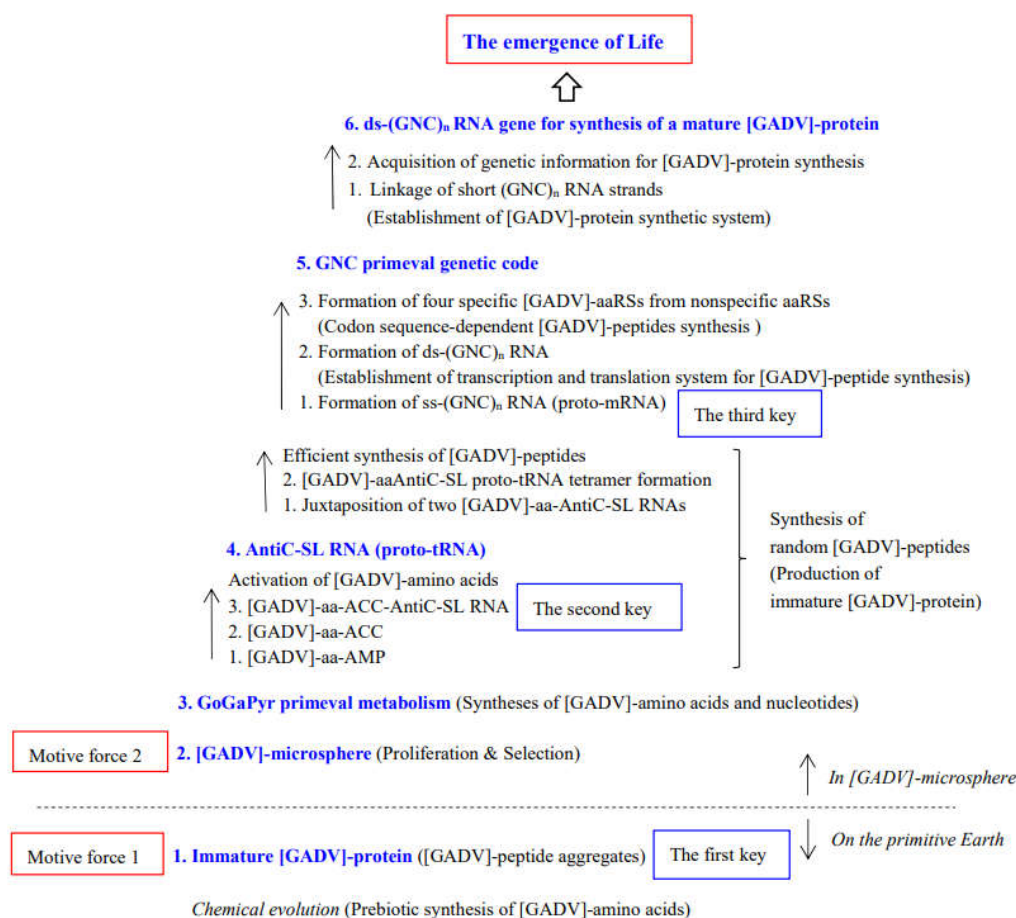 The emergence of Life
6. ds-(GNC)ₙ RNA gene for synthesis of a mature [GADV]-protein
2. Acquisition of genetic information for [GADV]-protein synthesis
1. Linkage of short (GNC)ₙ RNA strands
(Establishment of [GADV]-protein synthetic system)
5. GNC primeval genetic code
3. Formation of four specific [GADV]-aaRSs from nonspecific aaRSs
(Codon sequence-dependent [GADV]-peptides synthesis )
2. Formation of ds-(GNC)ₙ RNA
(Establishment of transcription and translation system for [GADV]-peptide synthesis)
1. Formation of ss-(GNC)ₙ RNA (proto-mRNA)
The third key
Efficient synthesis of [GADV]-peptides
2. [GADV]-aaAntiC-SL proto-tRNA tetramer formation
1. Juxtaposition of two [GADV]-aa-AntiC-SL RNAs
Synthesis of
random [GADV]-peptides
(Production of
immature [GADV]-protein)
4. AntiC-SL RNA (proto-tRNA)
Activation of [GADV]-amino acids
3. [GADV]-aa-ACC-AntiC-SL RNA
The second key
2. [GADV]-aa-ACC
1. [GADV]-aa-AMP
3. GoGaPyr primeval metabolism (Syntheses of [GADV]-amino acids and nucleotides)
Motive force 2
2. [GADV]-microsphere (Proliferation & Selection)
In [GADV]-microsphere
On the primitive Earth
Motive force 1
1. Immature [GADV]-protein ([GADV]-peptide aggregates)
The first key
Chemical evolution (Prebiotic synthesis of [GADV]-amino acids)